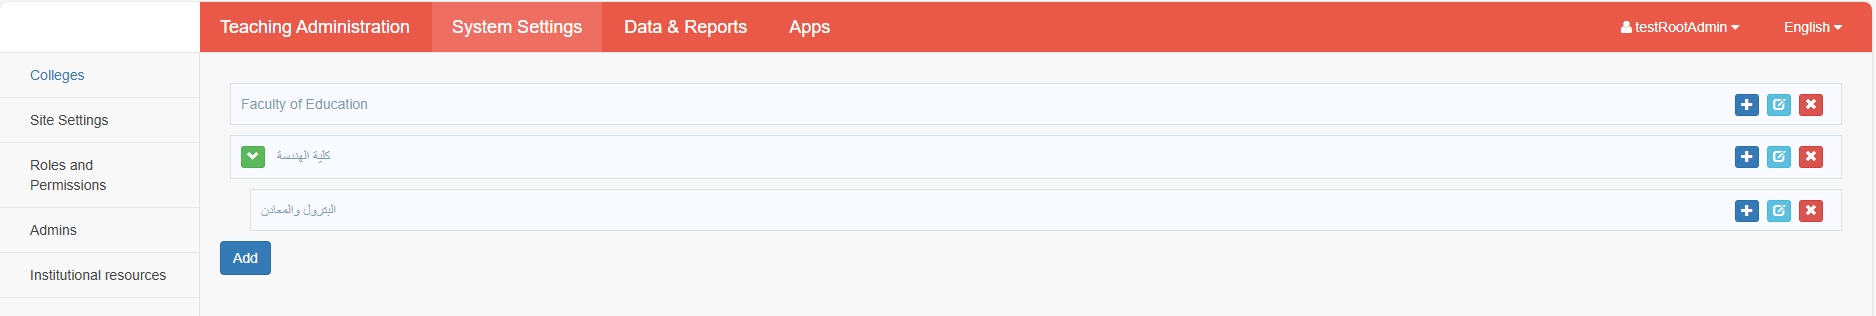 Teaching Administration System Settings Data & Reports Apps testRootAdmin English
Colleges
Site Settings
Roles and
Permissions
Admins
Institutional resources
Faculty of Education
كلية الهندسة
البترول والمعادن
Add